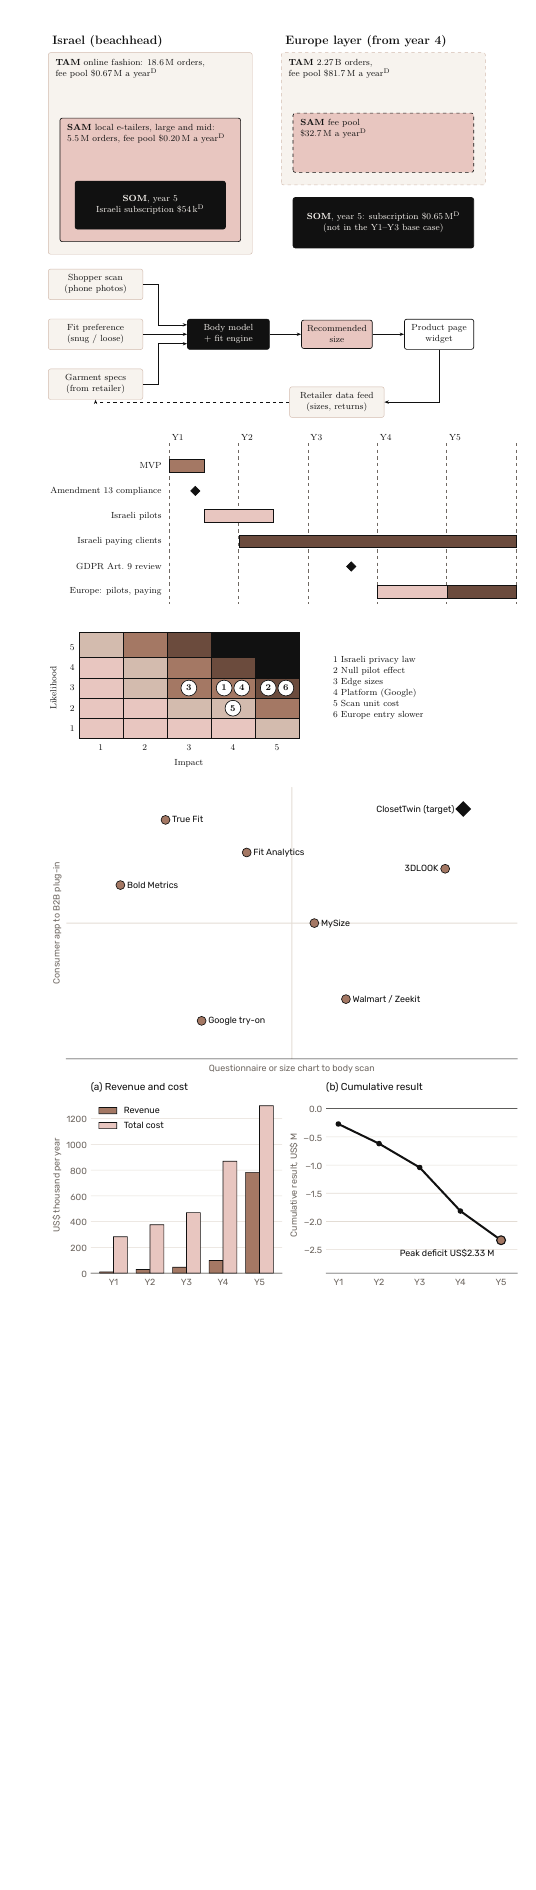 Israel (beachhead)
TAM online fashion: 18.6 M orders,
fee pool $0.67 M a year^D
SAM local e-tailers, large and mid:
5.5 M orders, fee pool $0.20 M a year^D
SOM, year 5
Israeli subscription $54 k^D
Europe layer (from year 4)
TAM 2.27 B orders,
fee pool $81.7 M a year^D
SAM fee pool
$32.7 M a year^D
SOM, year 5: subscription $0.65 M^D
(not in the Y1–Y3 base case)
Shopper scan
(phone photos)
Fit preference
(snug / loose)
Garment specs
(from retailer)
Body model
+ fit engine
Recommended
size
Product page
widget
Retailer data feed
(sizes, returns)
Y1 Y2 Y3 Y4 Y5
MVP
Amendment 13 compliance
Israeli pilots
Israeli paying clients
GDPR Art. 9 review
Europe: pilots, paying
Likelihood
5
4
3
2
1
3 1 4 2 6
5
1 2 3 4 5
Impact
1 Israeli privacy law
2 Null pilot effect
3 Edge sizes
4 Platform (Google)
5 Scan unit cost
6 Europe entry slower
Consumer app to B2B plug-in
ClosetTwin (target)
True Fit
Fit Analytics
3DLOOK
Bold Metrics
MySize
Walmart / Zeekit
Google try-on
Questionnaire or size chart to body scan
(a) Revenue and cost
Revenue
Total cost
US$ thousand per year
1200
1000
800
600
400
200
0
Y1 Y2 Y3 Y4 Y5
(b) Cumulative result
Cumulative result, US$ M
0.0
−0.5
−1.0
−1.5
−2.0
−2.5
Peak deficit US$2.33 M
Y1 Y2 Y3 Y4 Y5